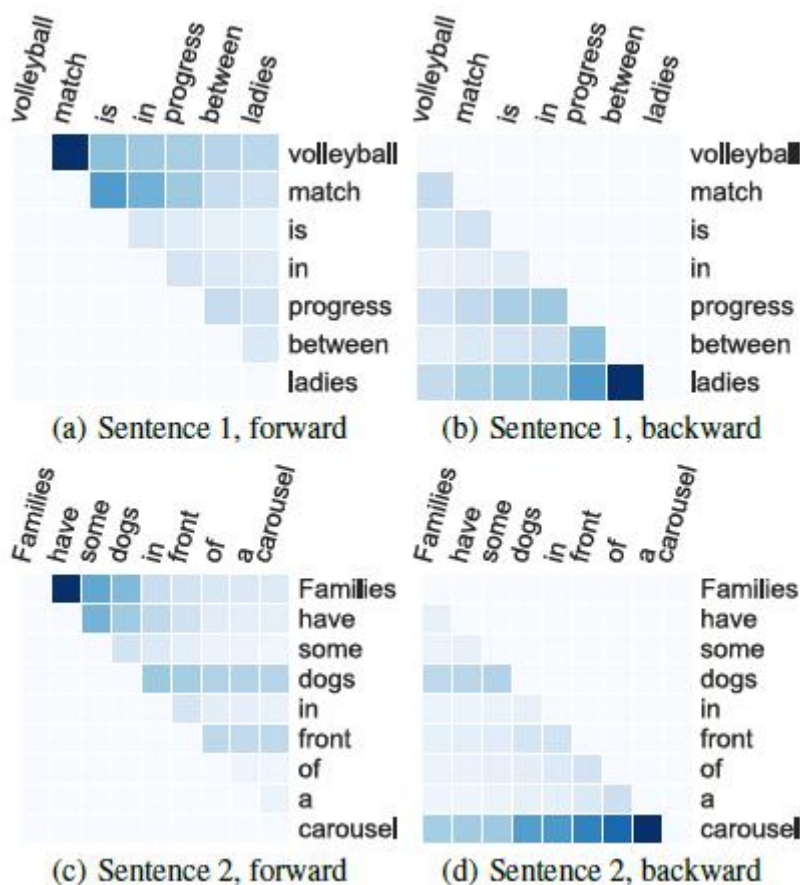 volleyball match is in progress between ladies
volleyball match is in progress between ladies
volleyball
match
is
in
progress
between
ladies
volleyball
match
is
in
progress
between
ladies
(a) Sentence 1, forward
(b) Sentence 1, backward
Families have some dogs in front of a carousel
Families have some dogs in front of a carousel
Families
have
some
dogs
in
front
of
a
carousel
Families
have
some
dogs
in
front
of
a
carousel
(c) Sentence 2, forward
(d) Sentence 2, backward